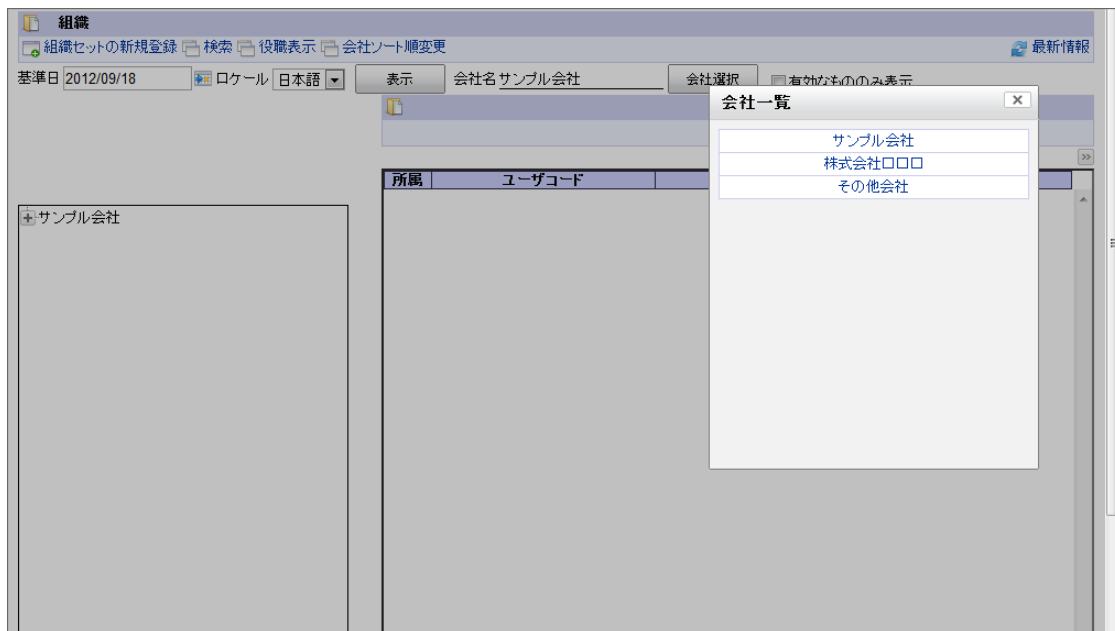 組織
組織セットの新規登録 検索 役職表示 会社ソート順変更 最新情報
基準日 2012/09/18 ロケール 日本語 表示 会社名 サンプル会社 会社選択 有効なもののみ表示
会社一覧 ×
サンプル会社
株式会社□□□
その他会社
>>
所属 ユーザコード
サンプル会社